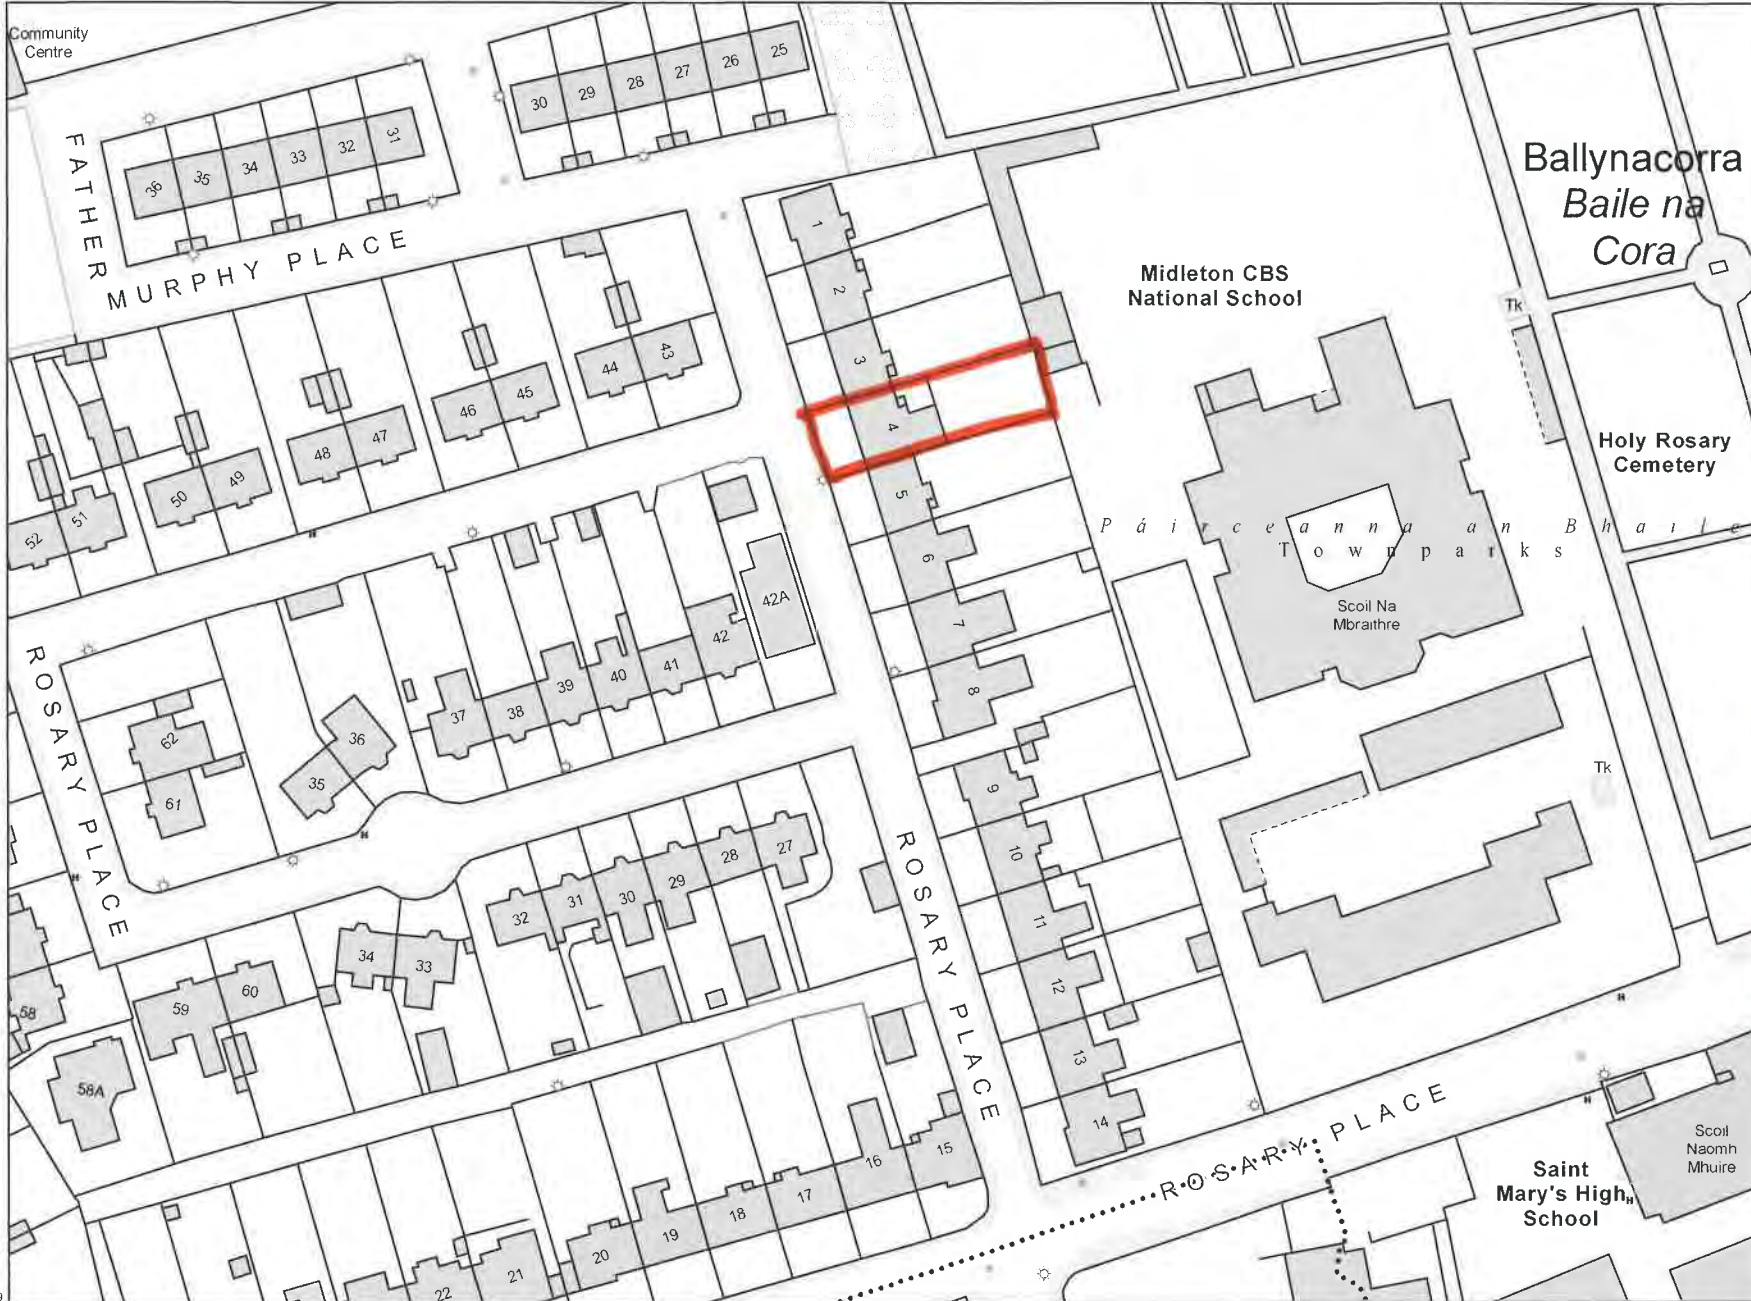 Community
Centre
30 29 28 27 26 25
36 35 34 33 32 31
FATHER
MURPHY PLACE
Ballynacorra
Baile na
Cora
Midleton CBS
National School
Tk
1
2
3
4
5
6
7
8
9
10
11
12
13
14
44 43
46 45
48 47
50 49
52 51
Holy Rosary
Cemetery
Páirceanna an Bhaile
Townparks
Scoil Na
Mbraithre
42A
42
41
40
39
38
37
36
35
62
61
ROSARY PLACE
Tk
ROSARY PLACE
32 31 30 29 28 27
34 33
59 60
58
58A
H
H
H
H
H
H
ROSARY PLACE
15
16
17
18
19
20
21
22
Saint
Mary's High
School
Scoil
Naomh
Mhuire